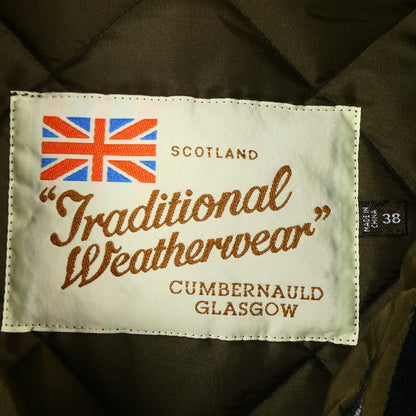 SCOTLAND
"Traditional
Weatherwear"
CUMBERNAULD
GLASGOW
MADE IN
CHINA
38